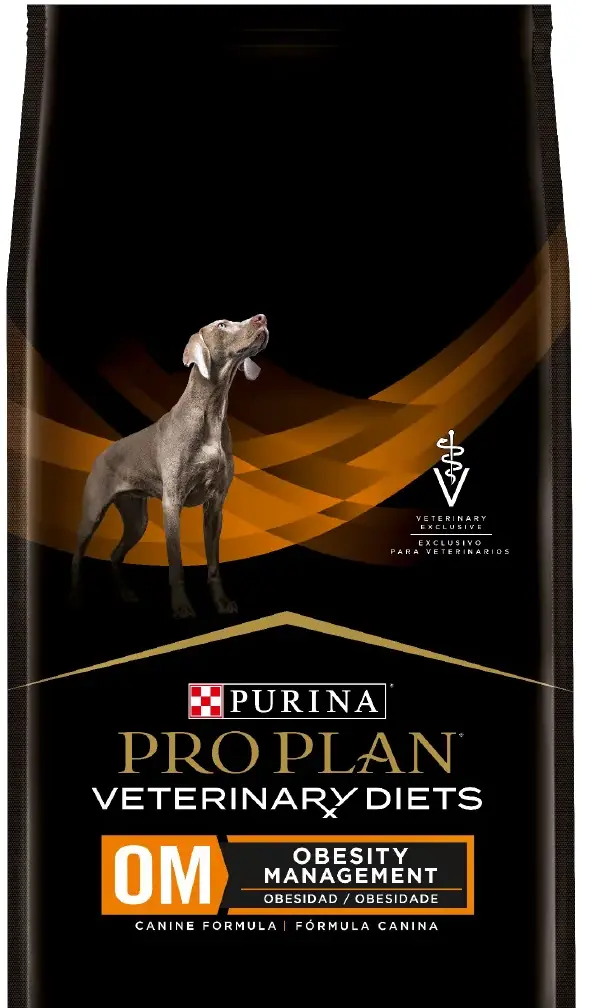 VETERINARY
EXCLUSIVE
EXCLUSIVO
PARA VETERINARIOS
PURINA
PRO PLAN
VETERINARY DIETS
OM
OBESITY
MANAGEMENT
OBESIDAD / OBESIDADE
CANINE FORMULA | FÓRMULA CANINA